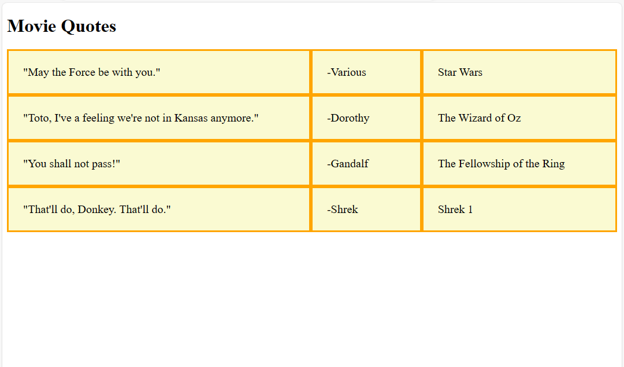 Movie Quotes
"May the Force be with you." -Various Star Wars
"Toto, I've a feeling we're not in Kansas anymore." -Dorothy The Wizard of Oz
"You shall not pass!" -Gandalf The Fellowship of the Ring
"That'll do, Donkey. That'll do." -Shrek Shrek 1